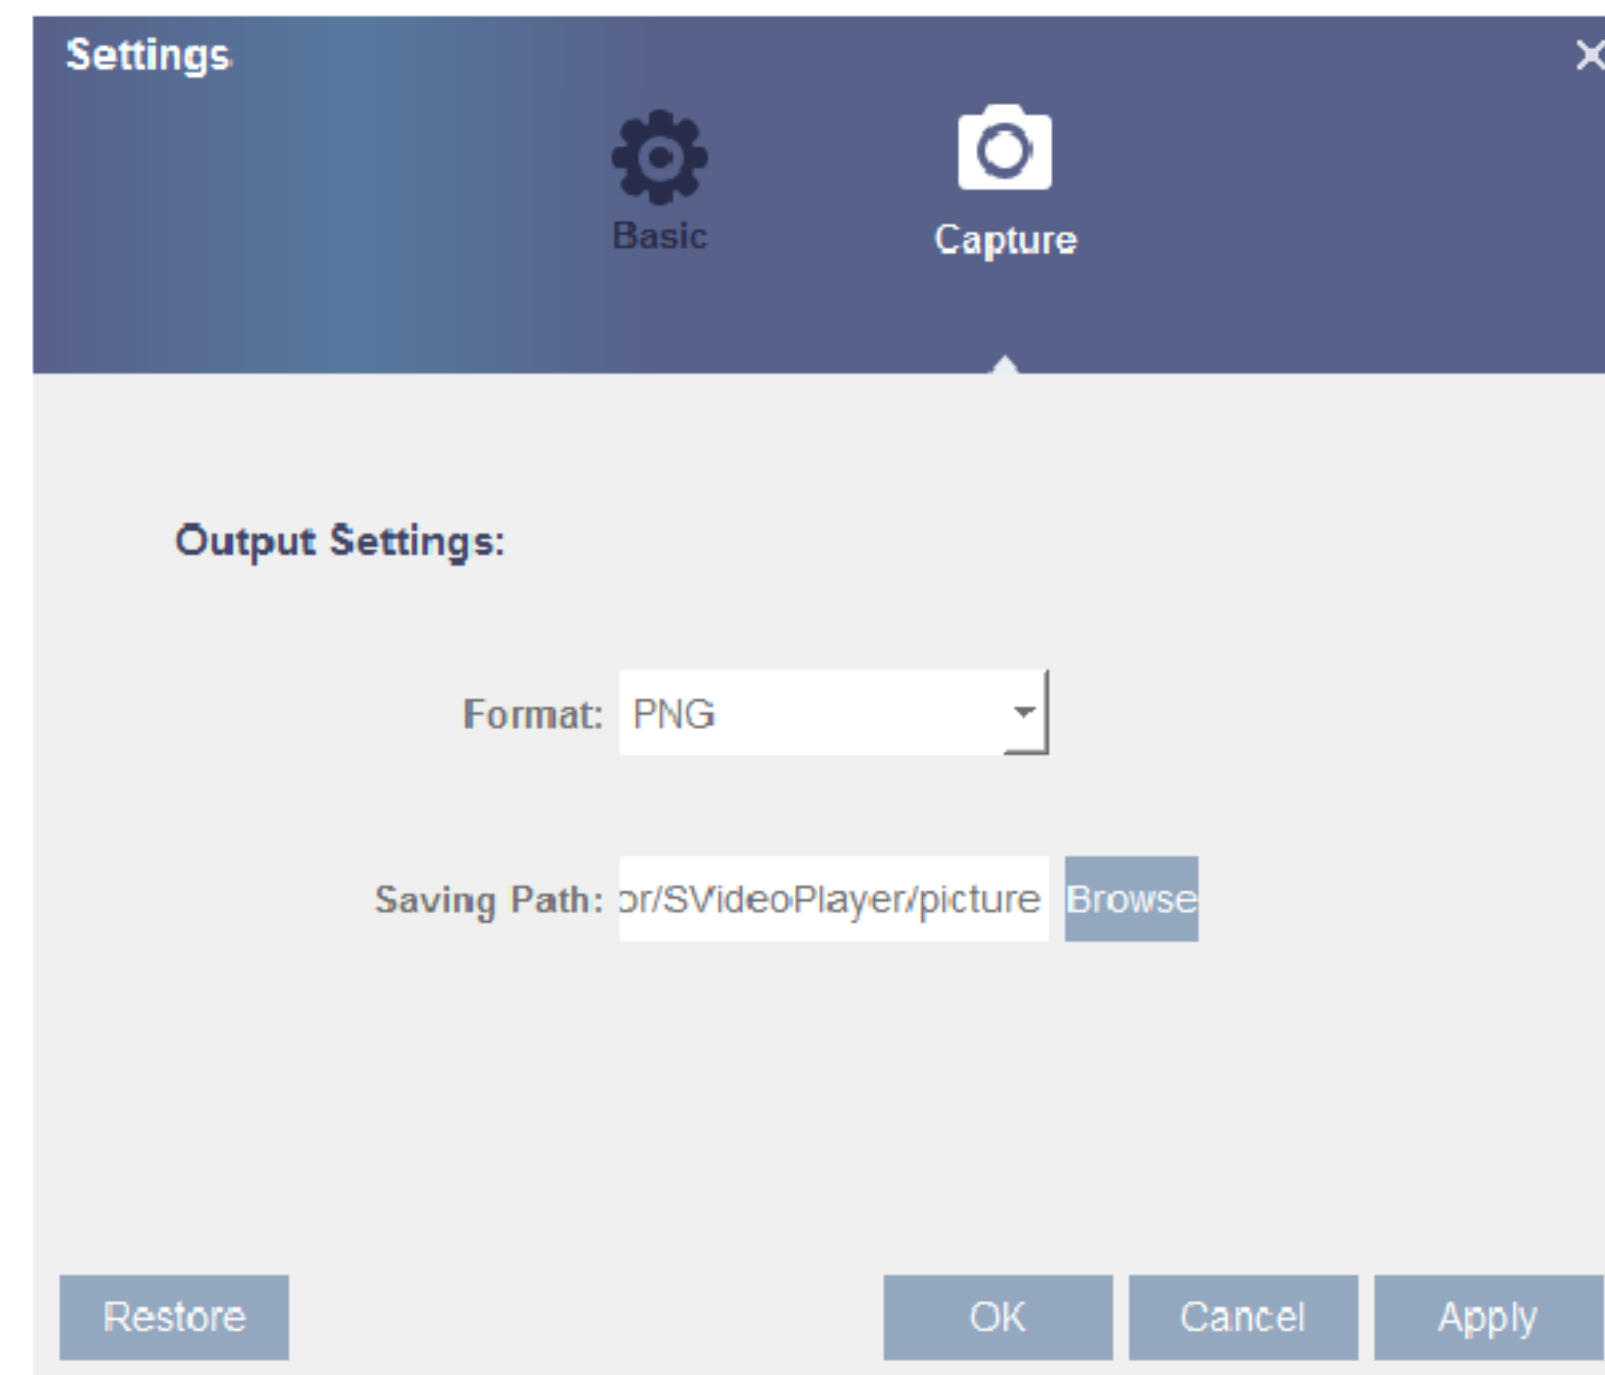 Settings
Basic
Capture
Output Settings:
Format: PNG
Saving Path: or/SVideoPlayer/picture Browse
Restore OK Cancel Apply